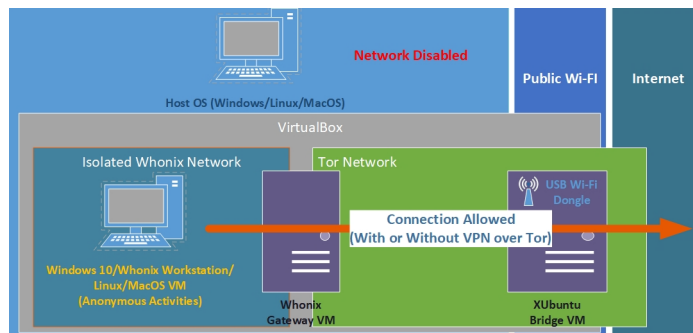 Network Disabled
Public Wi-FI
Internet
Host OS (Windows/Linux/MacOS)
VirtualBox
Isolated Whonix Network
Tor Network
USB Wi-Fi
Dongle
Connection Allowed
(With or Without VPN over Tor)
Windows 10/Whonix Workstation/
Linux/MacOS VM
(Anonymous Activities)
Whonix
Gateway VM
XUbuntu
Bridge VM